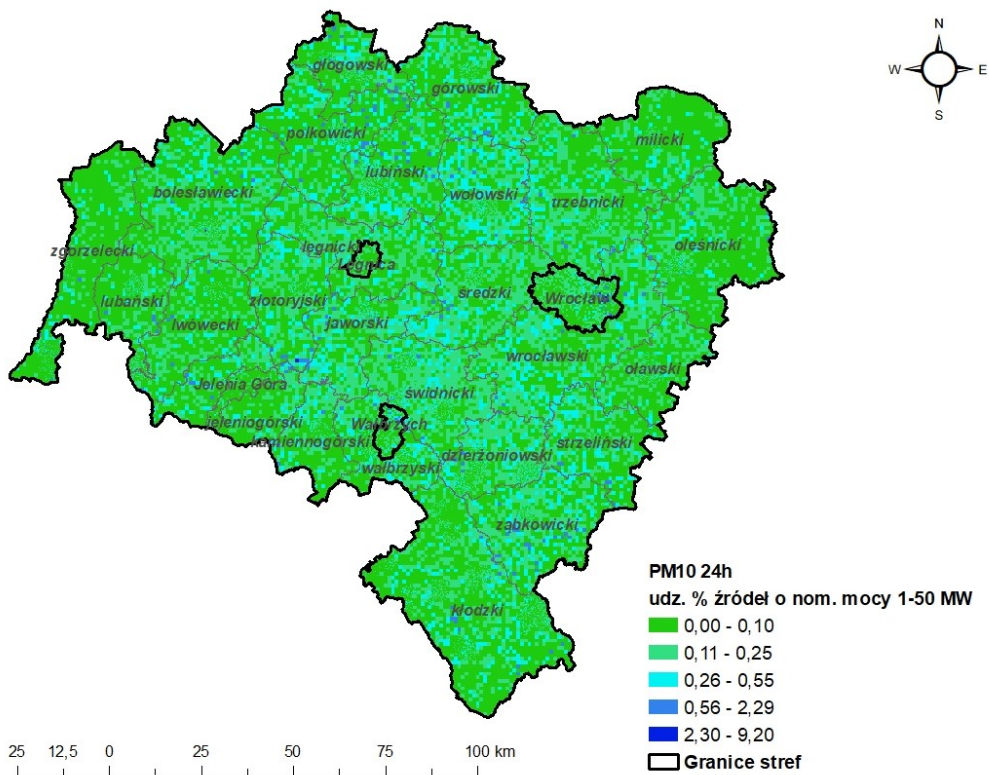 N
W E
S
głogowski
górowski
polkowicki
milicki
lubiński
bolesławiecki
wołowski
trzebnicki
zgorzelecki
oleśnicki
legnicki
Legnica
lubański
złotoryjski
średzki
Wrocław
lwówecki
jaworski
wrocławski
oławski
Jelenia Góra
świdnicki
jeleniogórski
Wałbrzych
kamiennogórski
strzeliński
dzierżoniowski
wałbrzyski
ząbkowicki
kłodzki
PM10 24h
udz. % źródeł o nom. mocy 1-50 MW
0,00 - 0,10
0,11 - 0,25
0,26 - 0,55
0,56 - 2,29
2,30 - 9,20
Granice stref
25 12,5 0 25 50 75 100 km